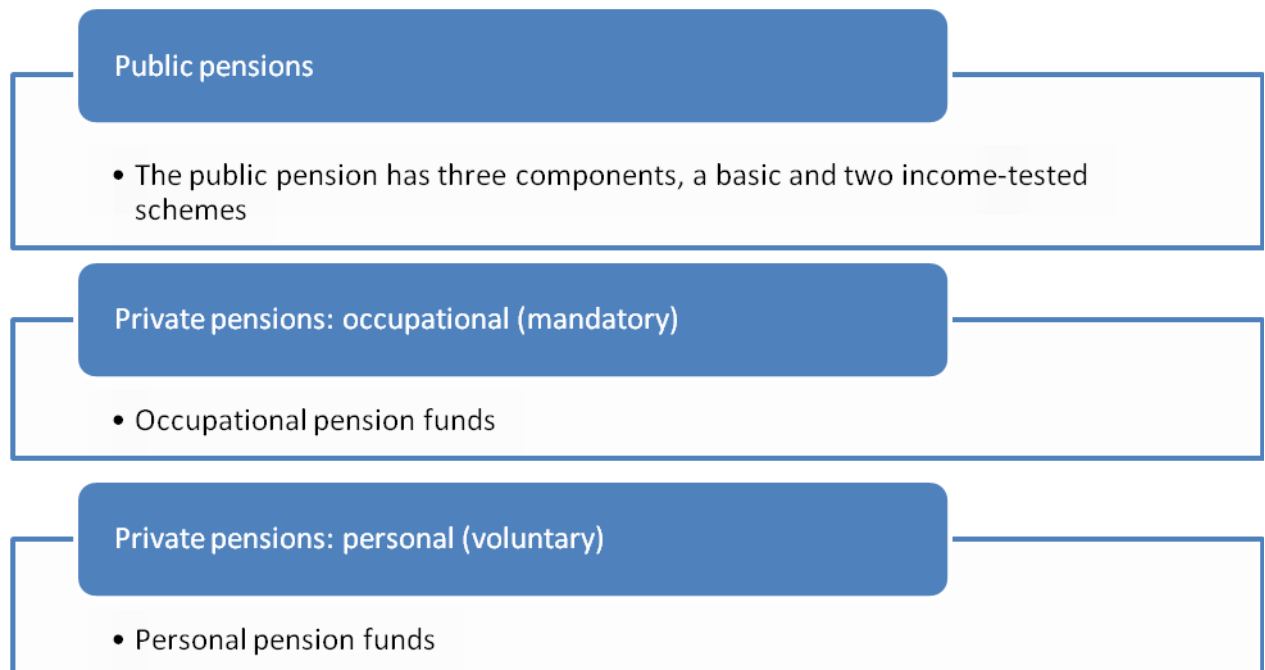 Public pensions
• The public pension has three components, a basic and two income-tested
schemes
Private pensions: occupational (mandatory)
• Occupational pension funds
Private pensions: personal (voluntary)
• Personal pension funds